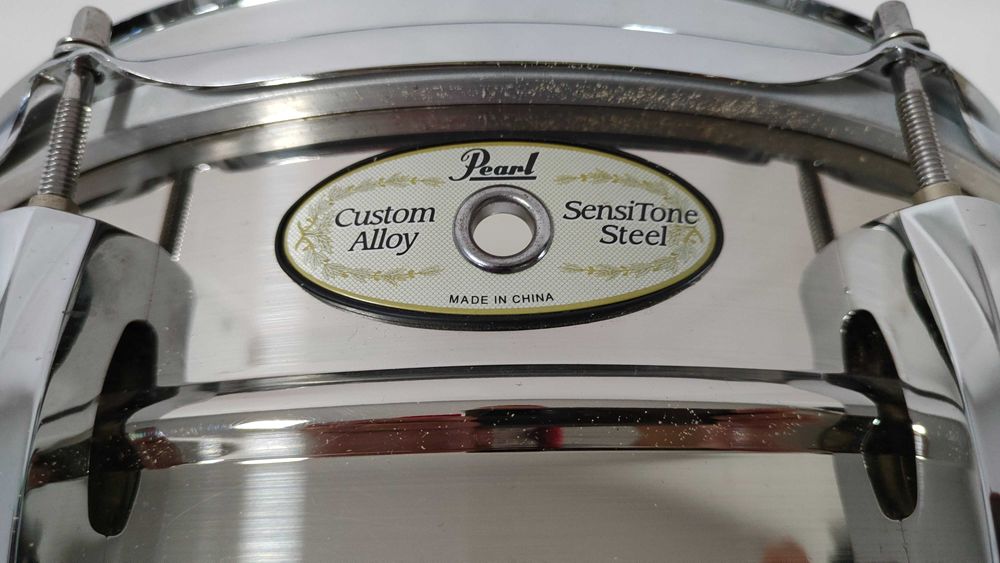 Pearl
Custom
Alloy
SensiTone
Steel
MADE IN CHINA